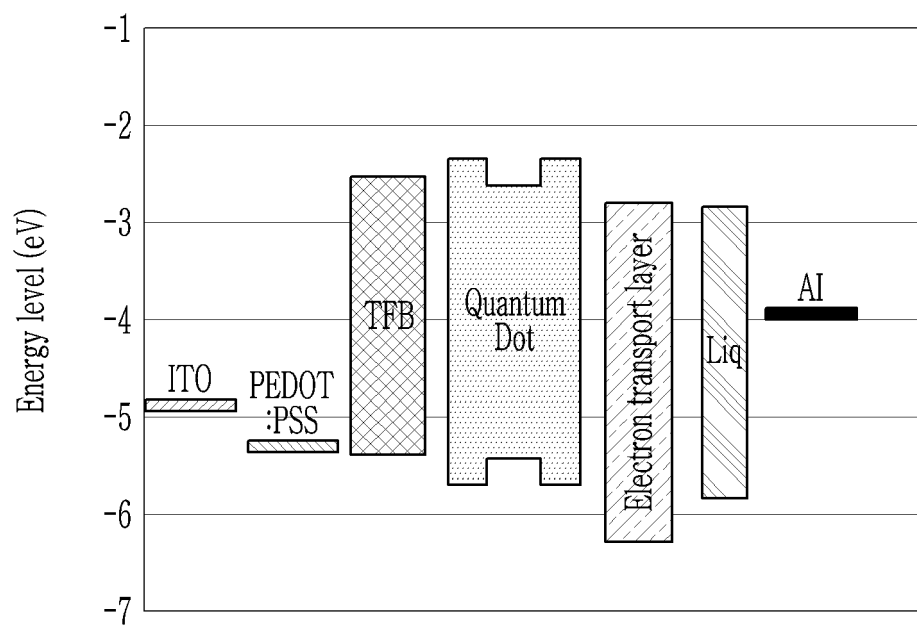 Energy level (eV)
-1
-2
-3
-4
-5
-6
-7
ITO
PEDOT
:PSS
TFB
Quantum
Dot
Electron transport layer
Liq
AI